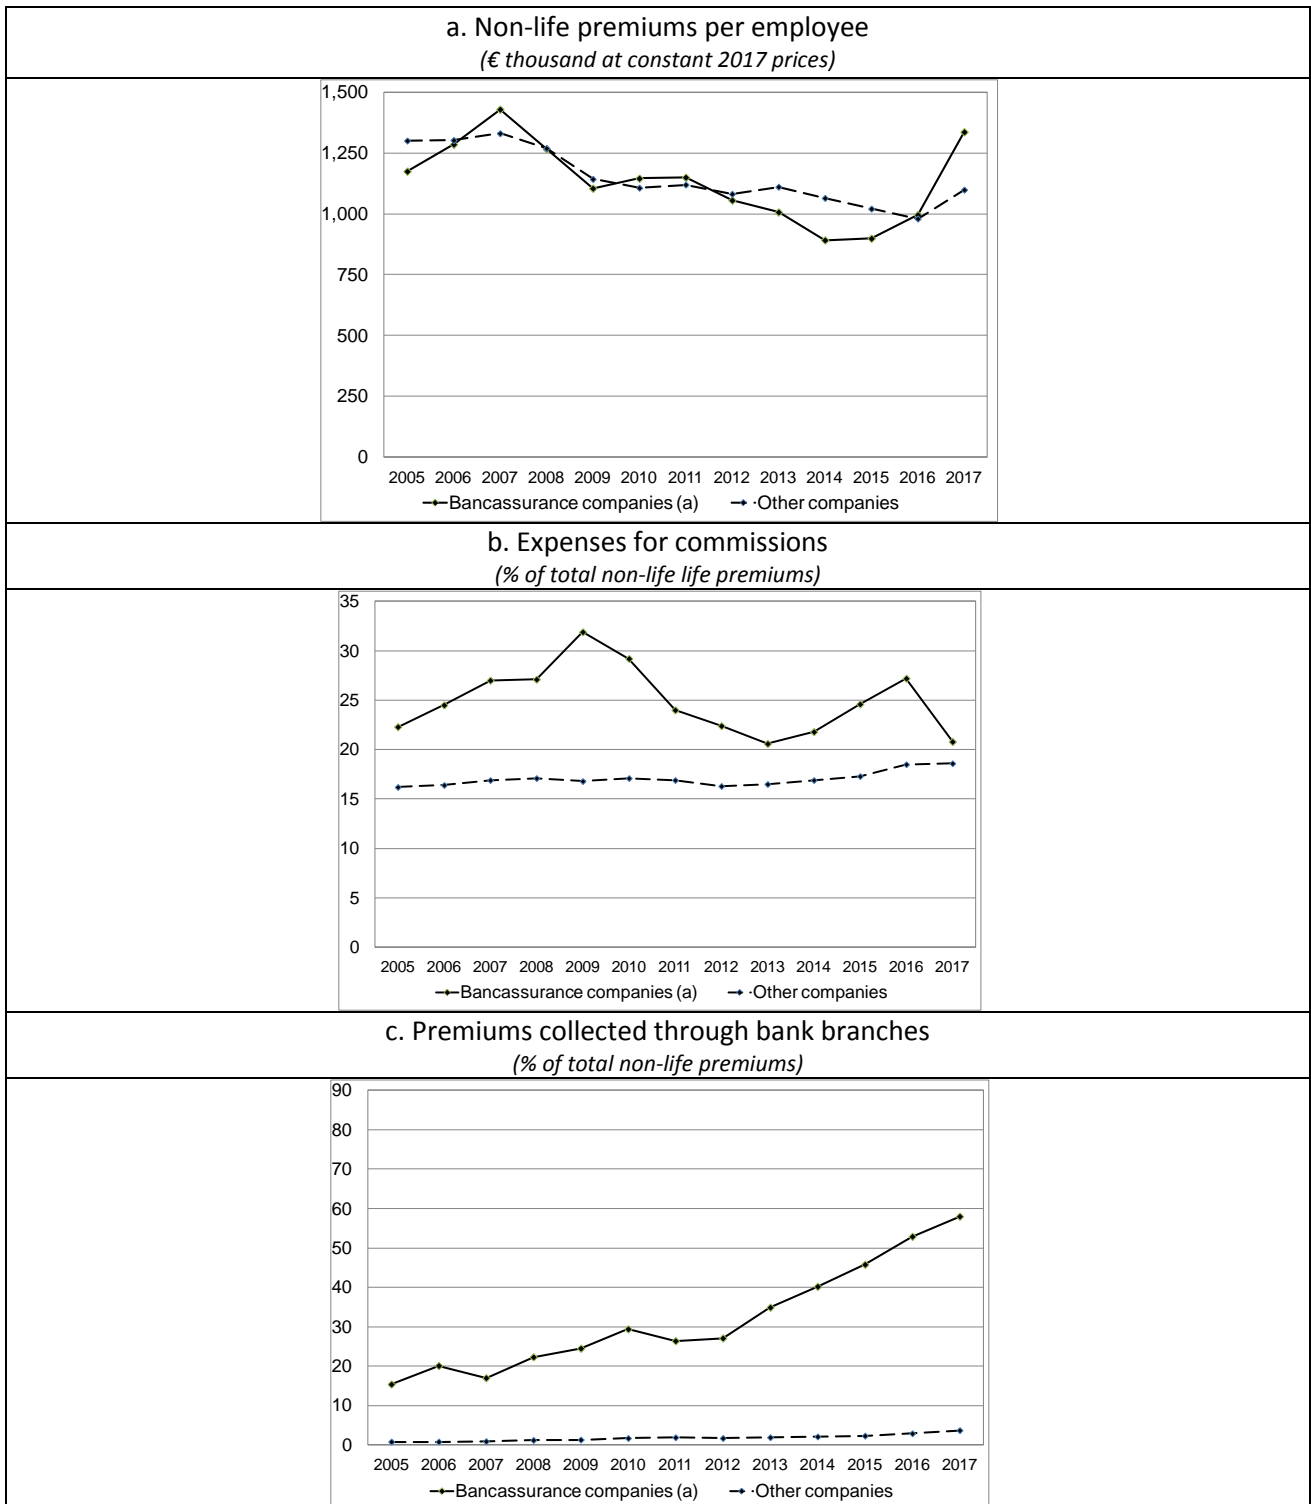 a. Non-life premiums per employee
(€ thousand at constant 2017 prices)
1,500
1,250
1,000
750
500
250
0
2005 2006 2007 2008 2009 2010 2011 2012 2013 2014 2015 2016 2017
Bancassurance companies (a) Other companies
b. Expenses for commissions
(% of total non-life life premiums)
35
30
25
20
15
10
5
0
2005 2006 2007 2008 2009 2010 2011 2012 2013 2014 2015 2016 2017
Bancassurance companies (a) Other companies
c. Premiums collected through bank branches
(% of total non-life premiums)
90
80
70
60
50
40
30
20
10
0
2005 2006 2007 2008 2009 2010 2011 2012 2013 2014 2015 2016 2017
Bancassurance companies (a) Other companies